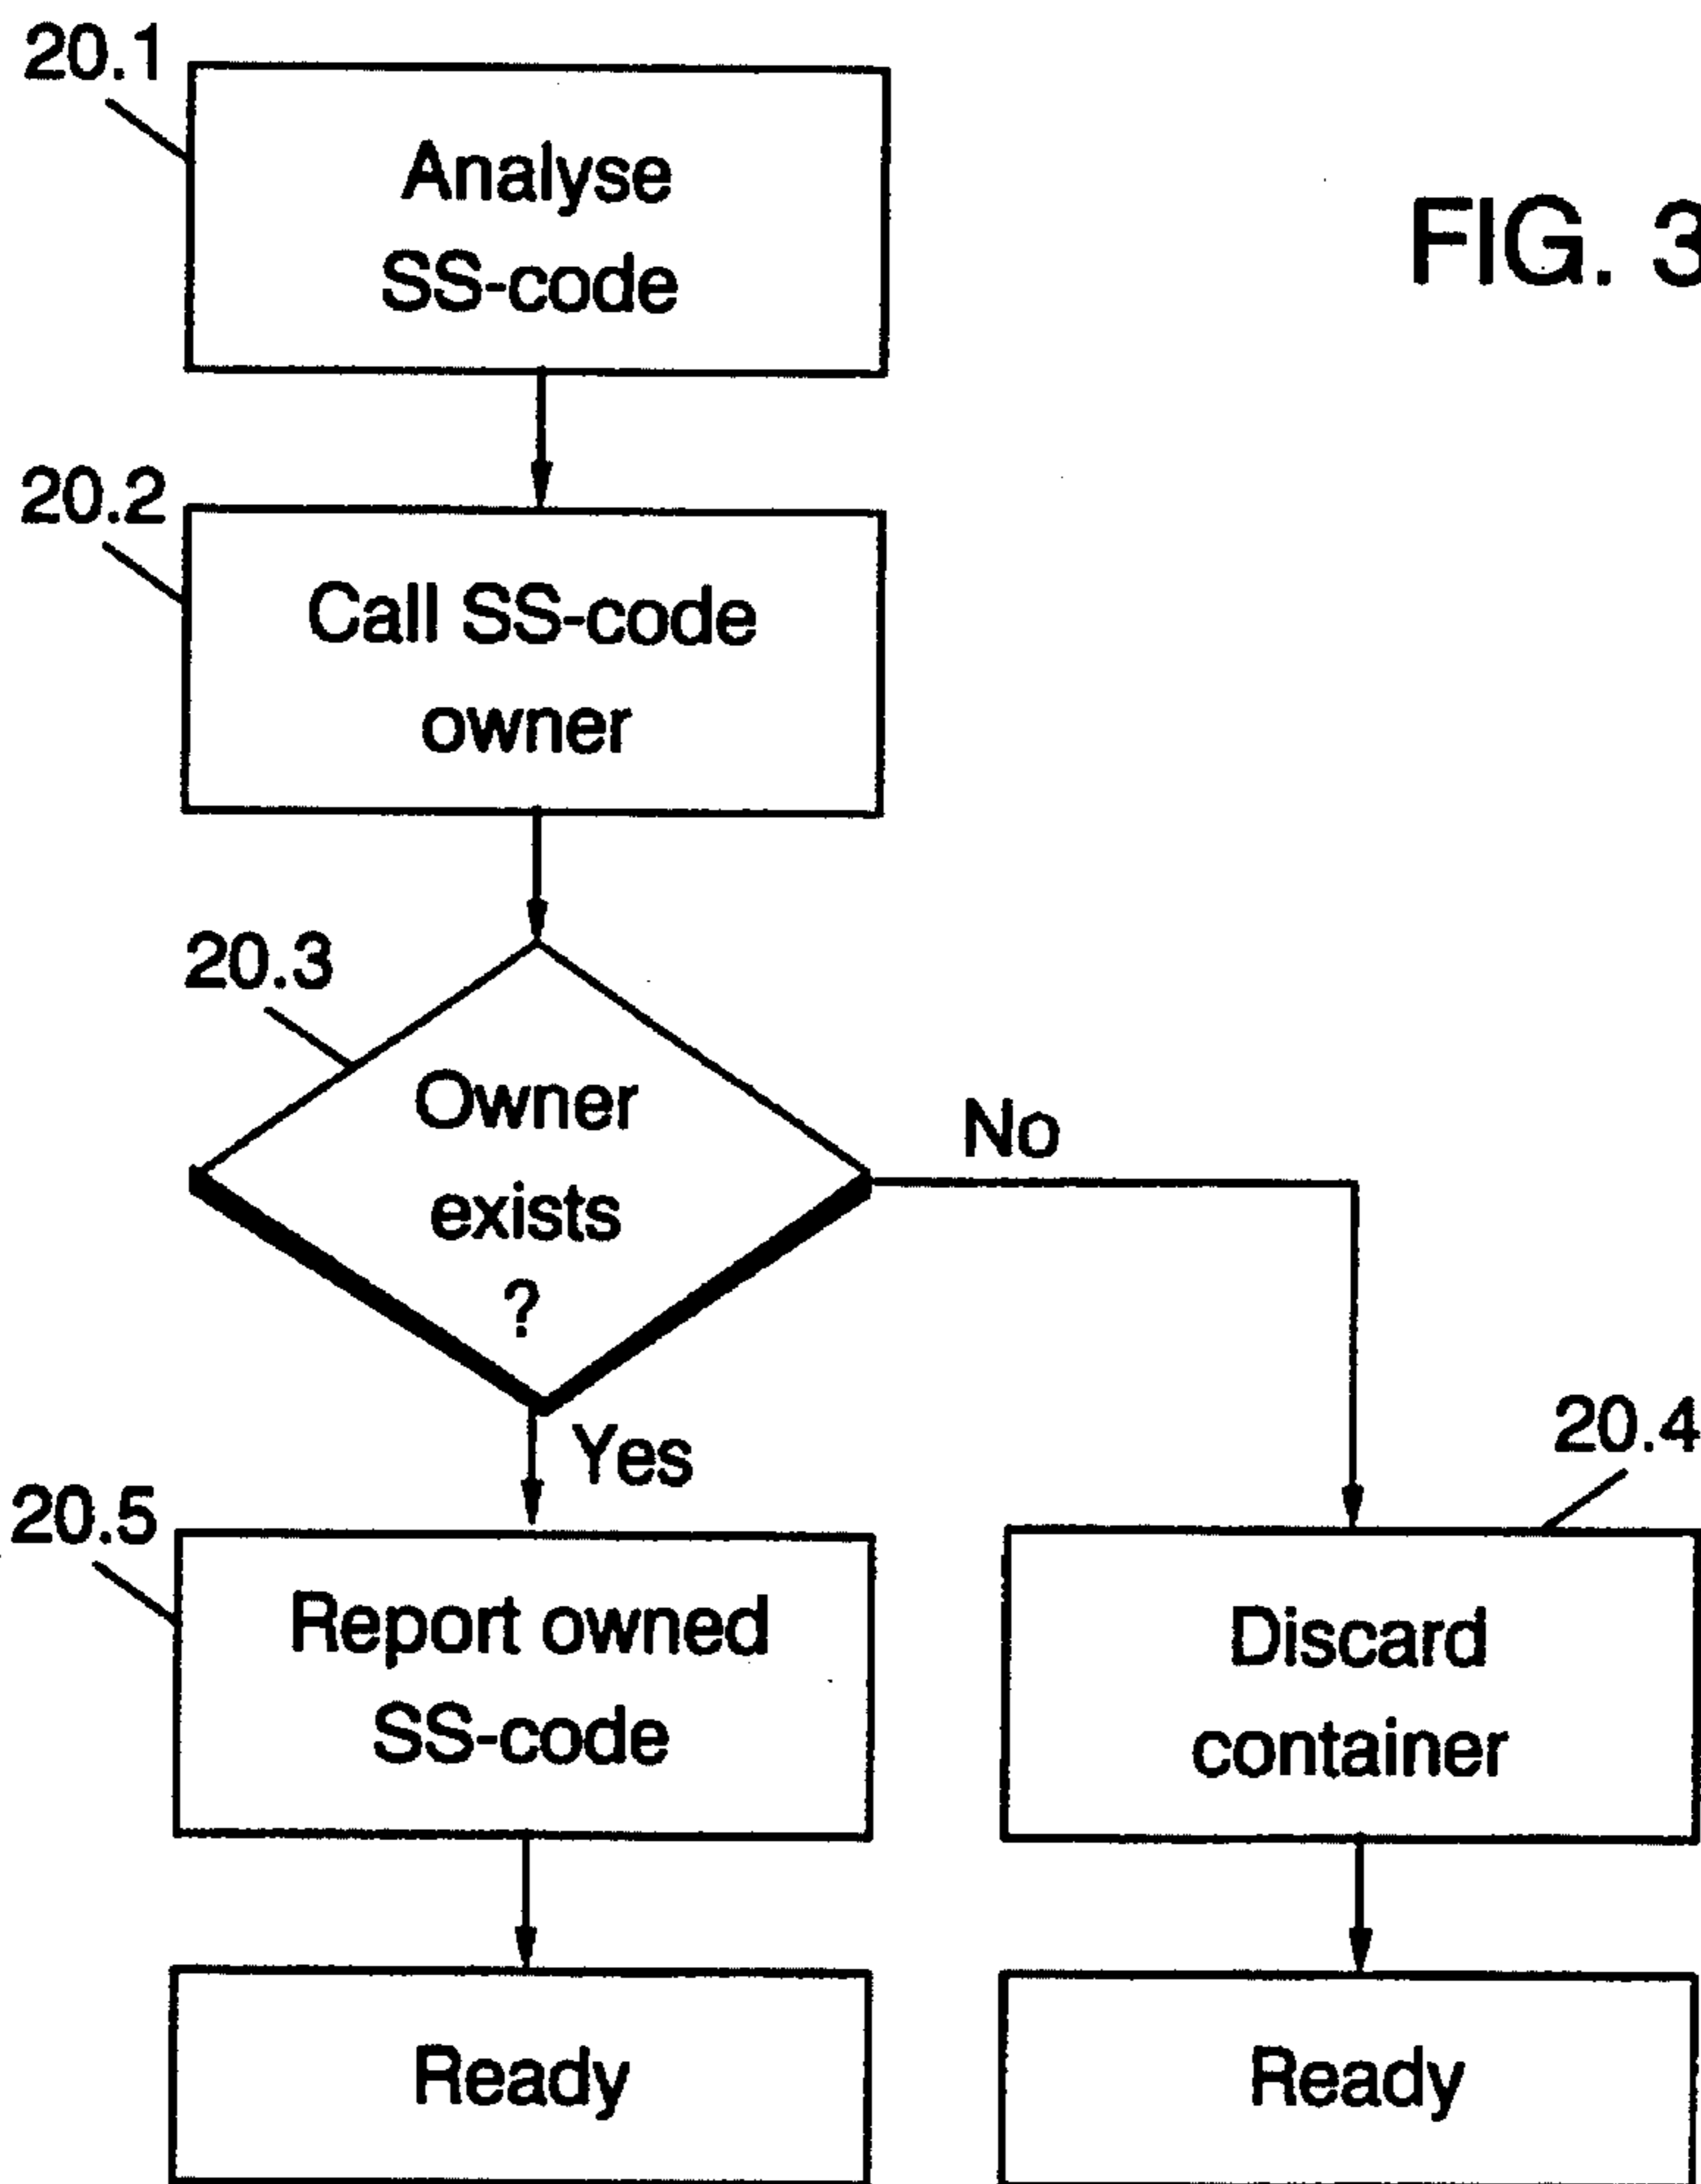 20.1
Analyse
SS-code
FIG. 3
20.2
Call SS-code
owner
20.3
Owner
exists
?
No
Yes
20.4
20.5
Report owned
SS-code
Discard
container
Ready
Ready